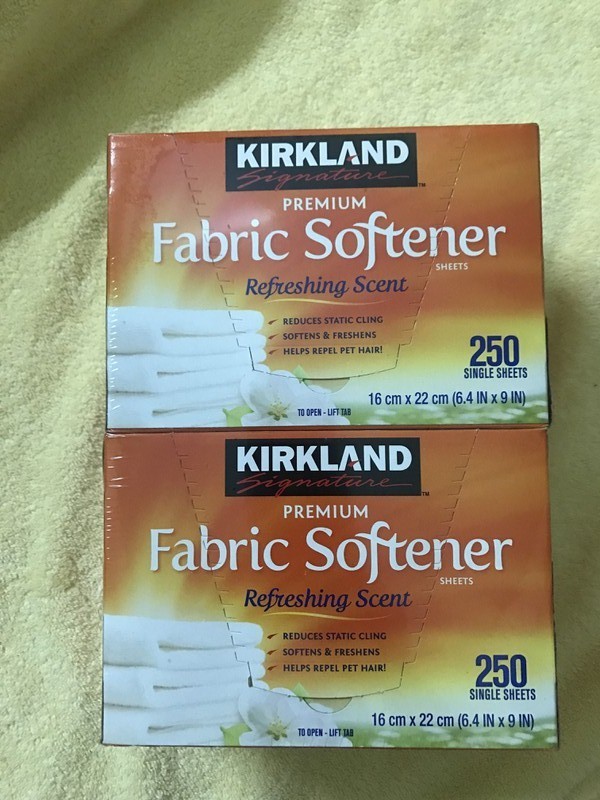 KIRKLAND
Signature™
PREMIUM
Fabric Softener
SHEETS
Refreshing Scent
REDUCES STATIC CLING
SOFTENS & FRESHENS
HELPS REPEL PET HAIR!
250
SINGLE SHEETS
16 cm x 22 cm (6.4 IN x 9 IN)
TO OPEN - LIFT TAB
KIRKLAND
Signature™
PREMIUM
Fabric Softener
SHEETS
Refreshing Scent
REDUCES STATIC CLING
SOFTENS & FRESHENS
HELPS REPEL PET HAIR!
250
SINGLE SHEETS
16 cm x 22 cm (6.4 IN x 9 IN)
TO OPEN - LIFT TAB